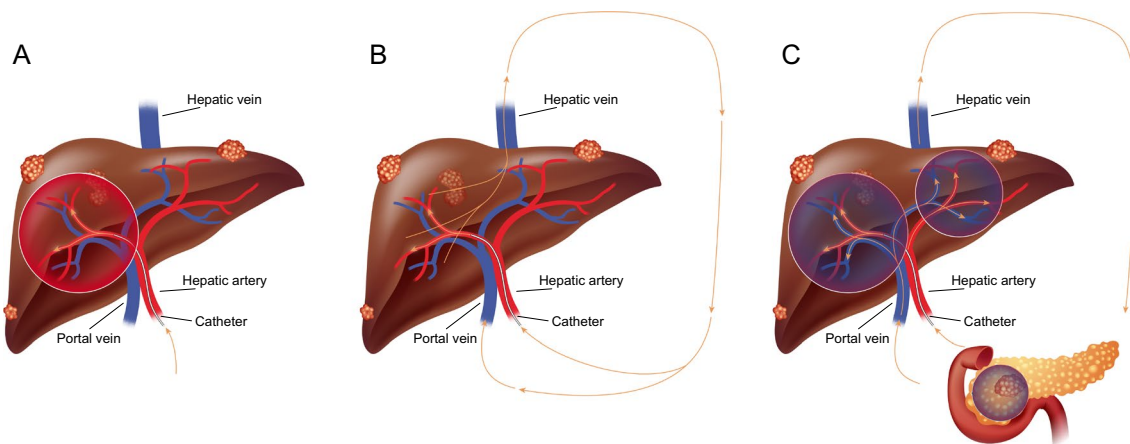 A
Hepatic vein
Hepatic artery
Catheter
Portal vein
B
Hepatic vein
Hepatic artery
Catheter
Portal vein
C
Hepatic vein
Hepatic artery
Catheter
Portal vein